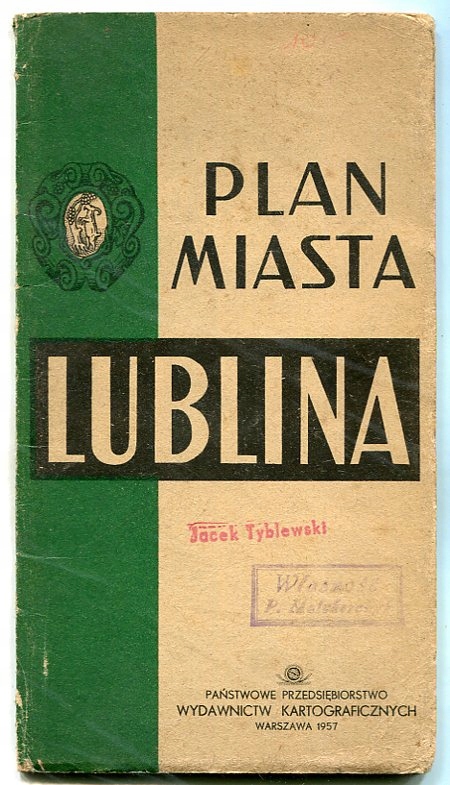 PLAN
MIASTA
LUBLINA
Jacek Tyblewski
Własność
P.
PAŃSTWOWE PRZEDSIĘBIORSTWO
WYDAWNICTW KARTOGRAFICZNYCH
WARSZAWA 1957